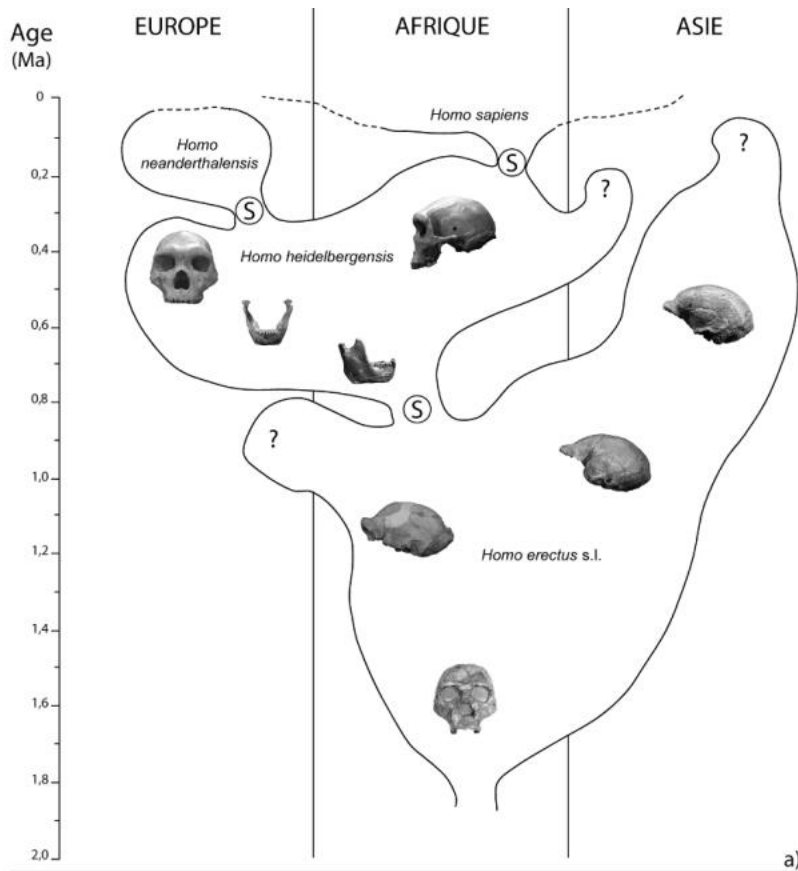 Age
(Ma)
EUROPE
AFRIQUE
ASIE
0
0,2
0,4
0,6
0,8
1,0
1,2
1,4
1,6
1,8
2,0
Homo sapiens
Homo
neanderthalensis
S
S
?
?
Homo heidelbergensis
S
?
Homo erectus s.l.
a)